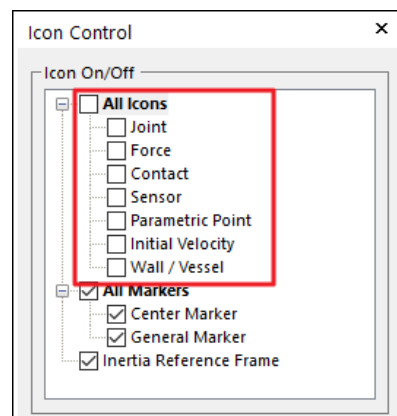 Icon Control
Icon On/Off
All Icons
Joint
Force
Contact
Sensor
Parametric Point
Initial Velocity
Wall / Vessel
All Markers
Center Marker
General Marker
Inertia Reference Frame